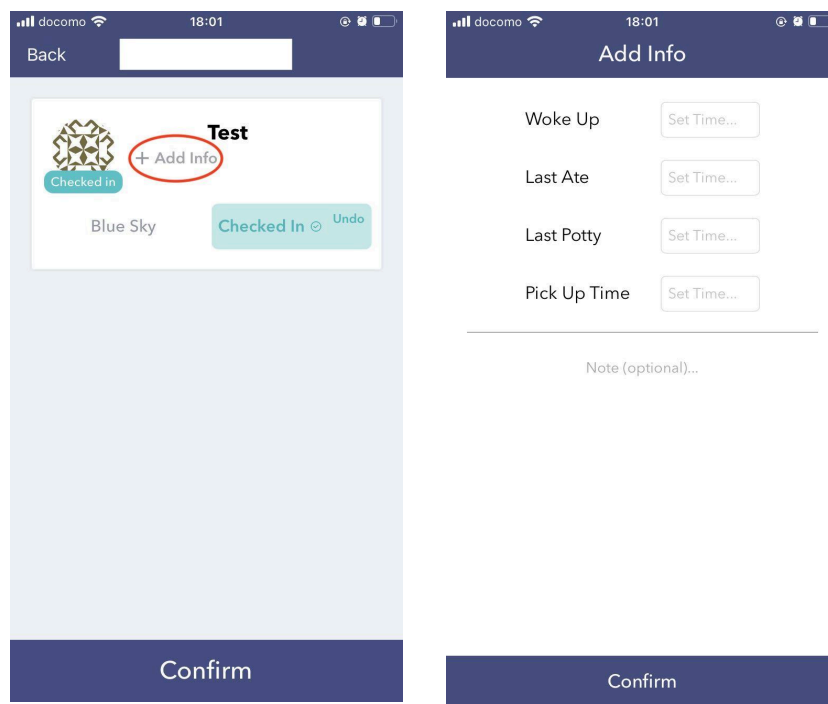 docomo 18:01
Back
Test
+ Add Info
Checked in
Blue Sky
Checked In Undo
Confirm
docomo 18:01
Add Info
Woke Up Set Time...
Last Ate Set Time...
Last Potty Set Time...
Pick Up Time Set Time...
Note (optional)...
Confirm